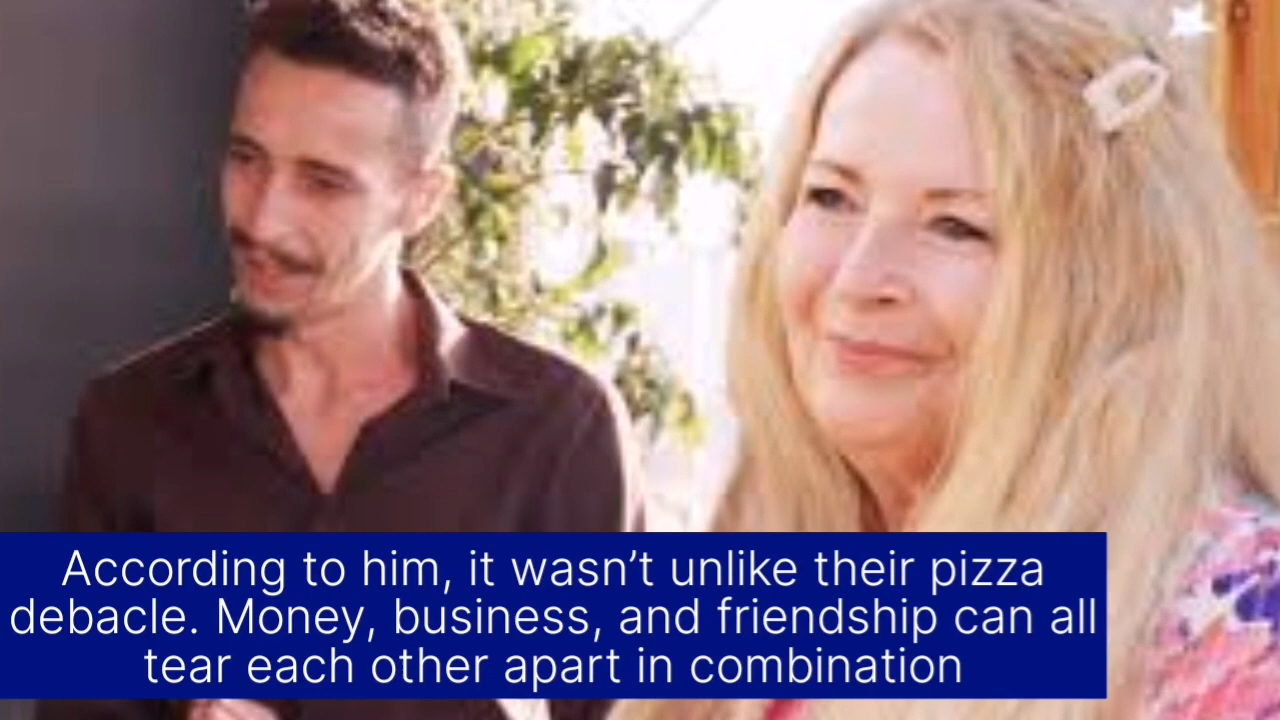 According to him, it wasn’t unlike their pizza
debacle. Money, business, and friendship can all
tear each other apart in combination